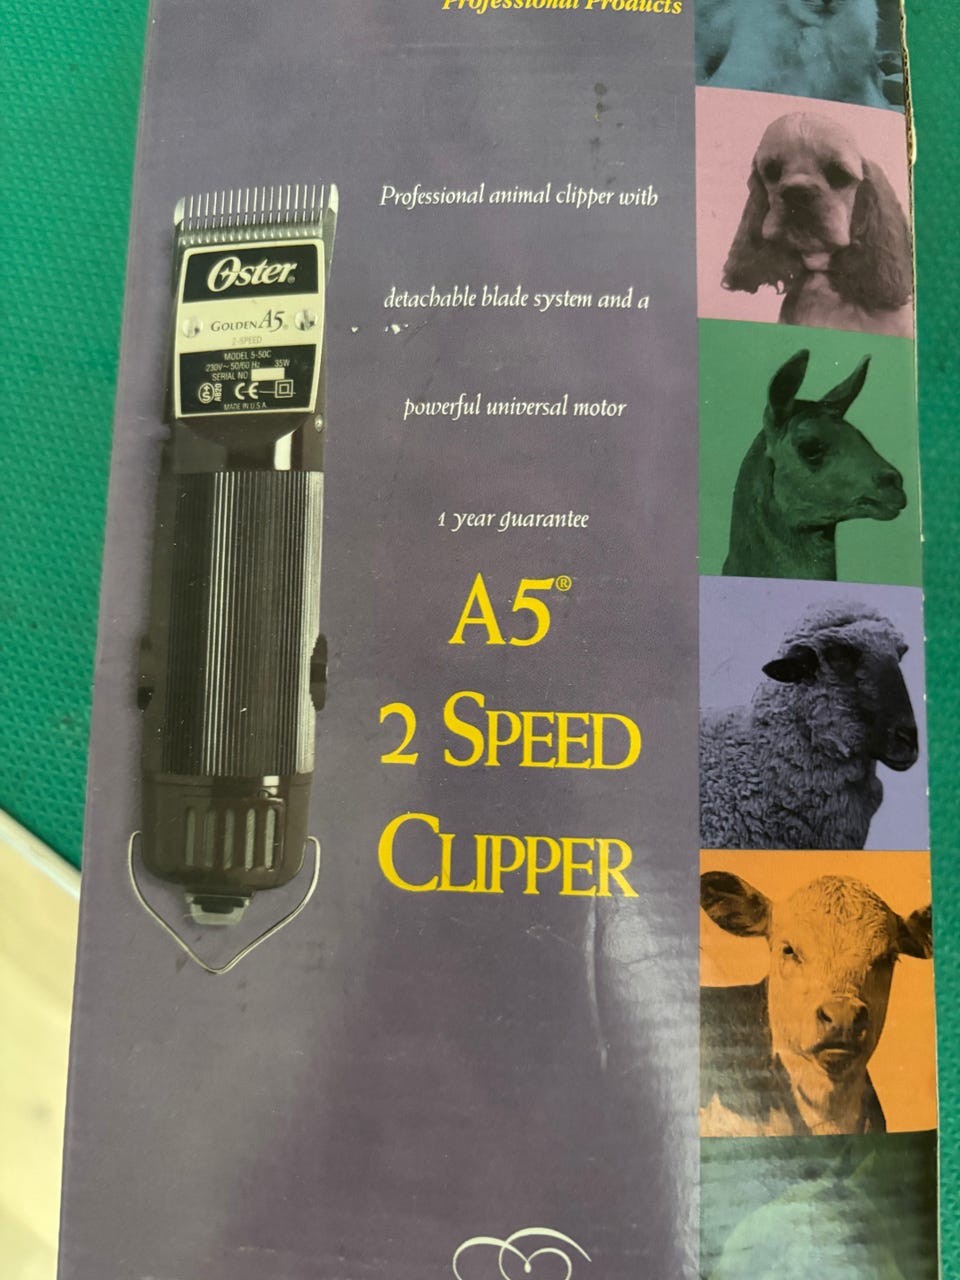 Professional Products
Professional animal clipper with
detachable blade system and a
powerful universal motor
1 year guarantee
A5®
2 SPEED
CLIPPER
Oster®
GOLDEN A5®
2-SPEED
MODEL 5-50C
230V~50/60 Hz 35W
SERIAL NO
+S
AB20
CE
MADE IN U.S.A.